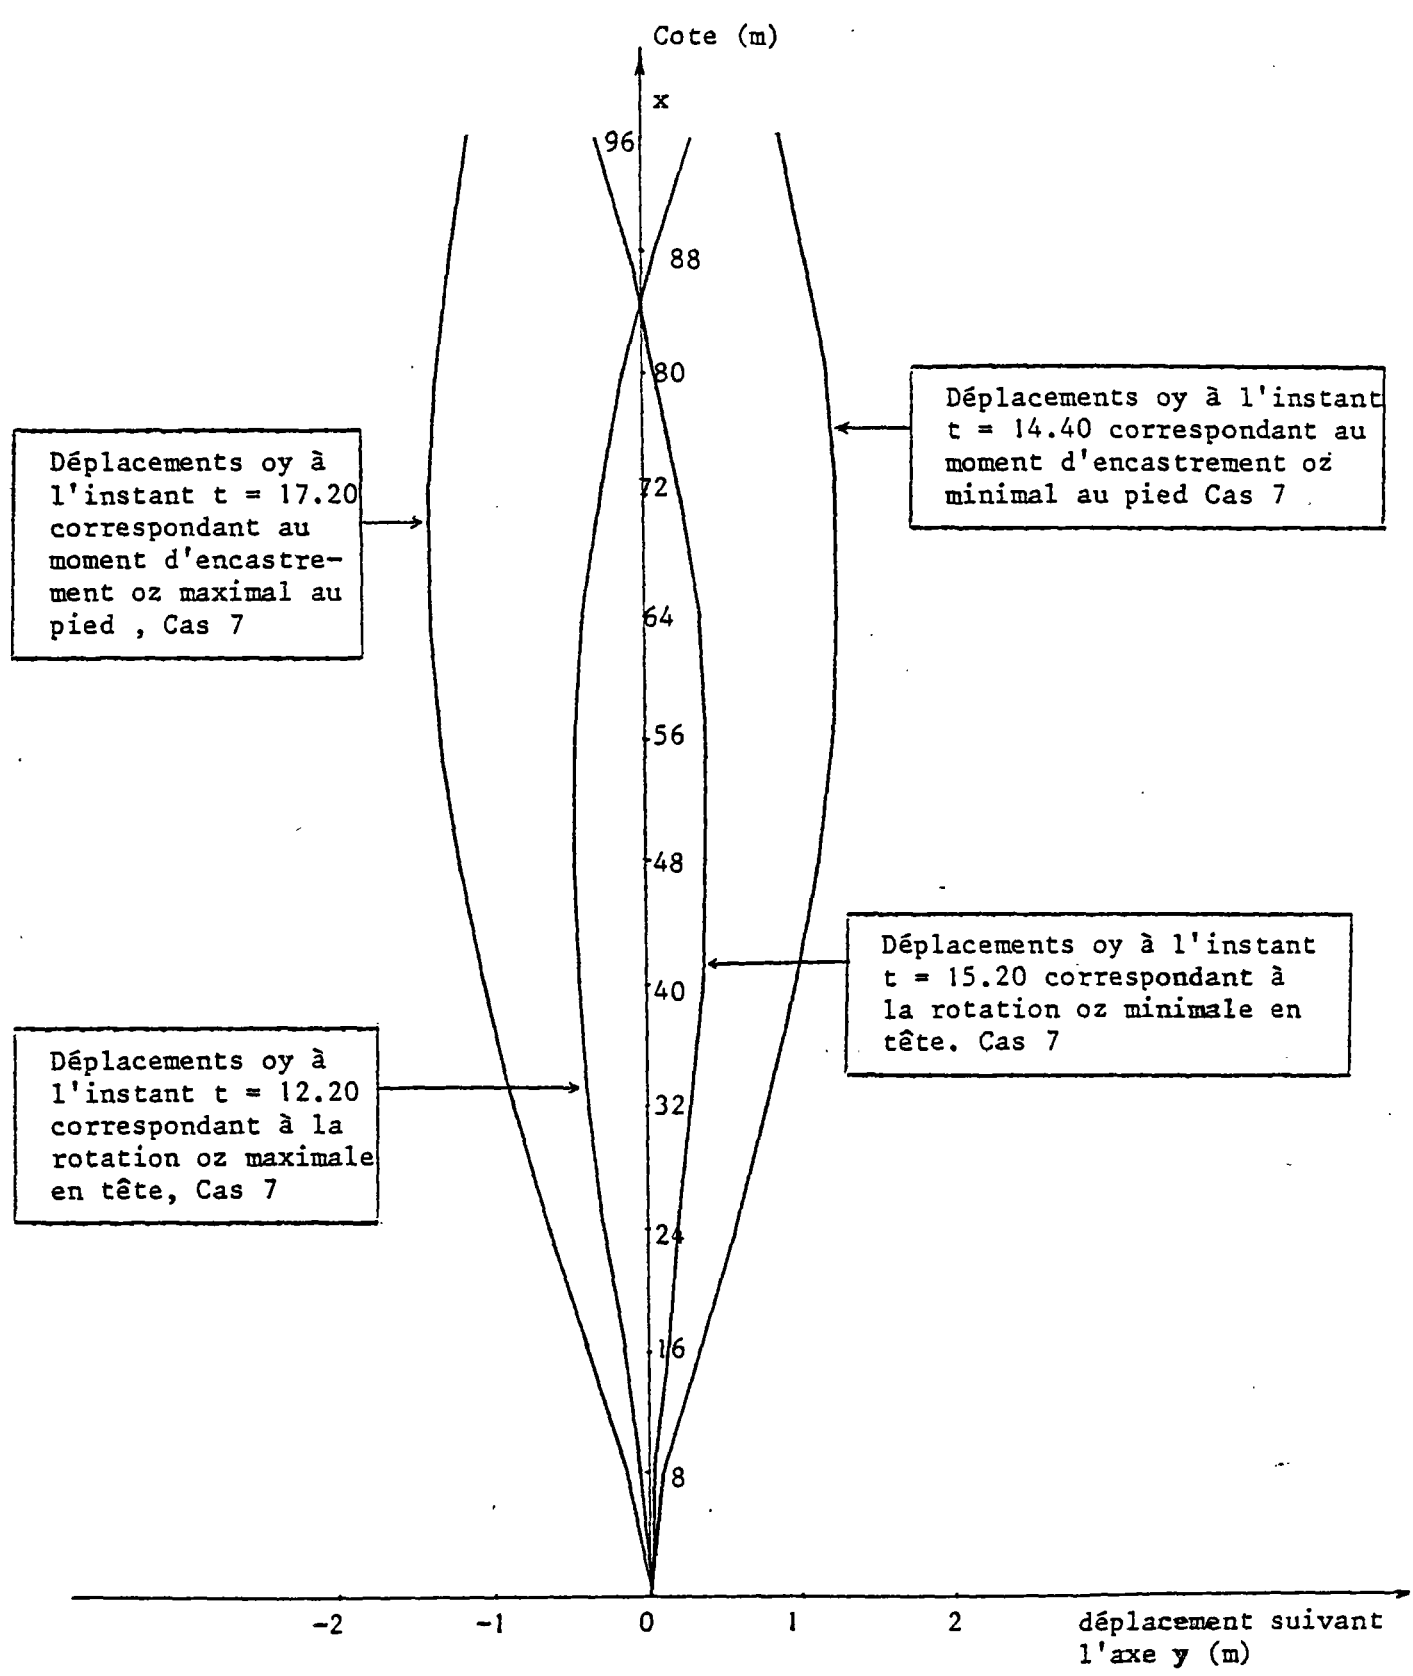 Cote (m)
x
96
88
80
72
64
56
48
40
32
24
16
8
Déplacements oy à
l'instant t = 17.20
correspondant au
moment d'encastre-
ment oz maximal au
pied , Cas 7
Déplacements oy à l'instant
t = 14.40 correspondant au
moment d'encastrement oz
minimal au pied Cas 7
Déplacements oy à l'instant
t = 15.20 correspondant à
la rotation oz minimale en
tête. Cas 7
Déplacements oy à
l'instant t = 12.20
correspondant à la
rotation oz maximale
en tête, Cas 7
-2 -1 0 1 2
déplacement suivant
l'axe y (m)